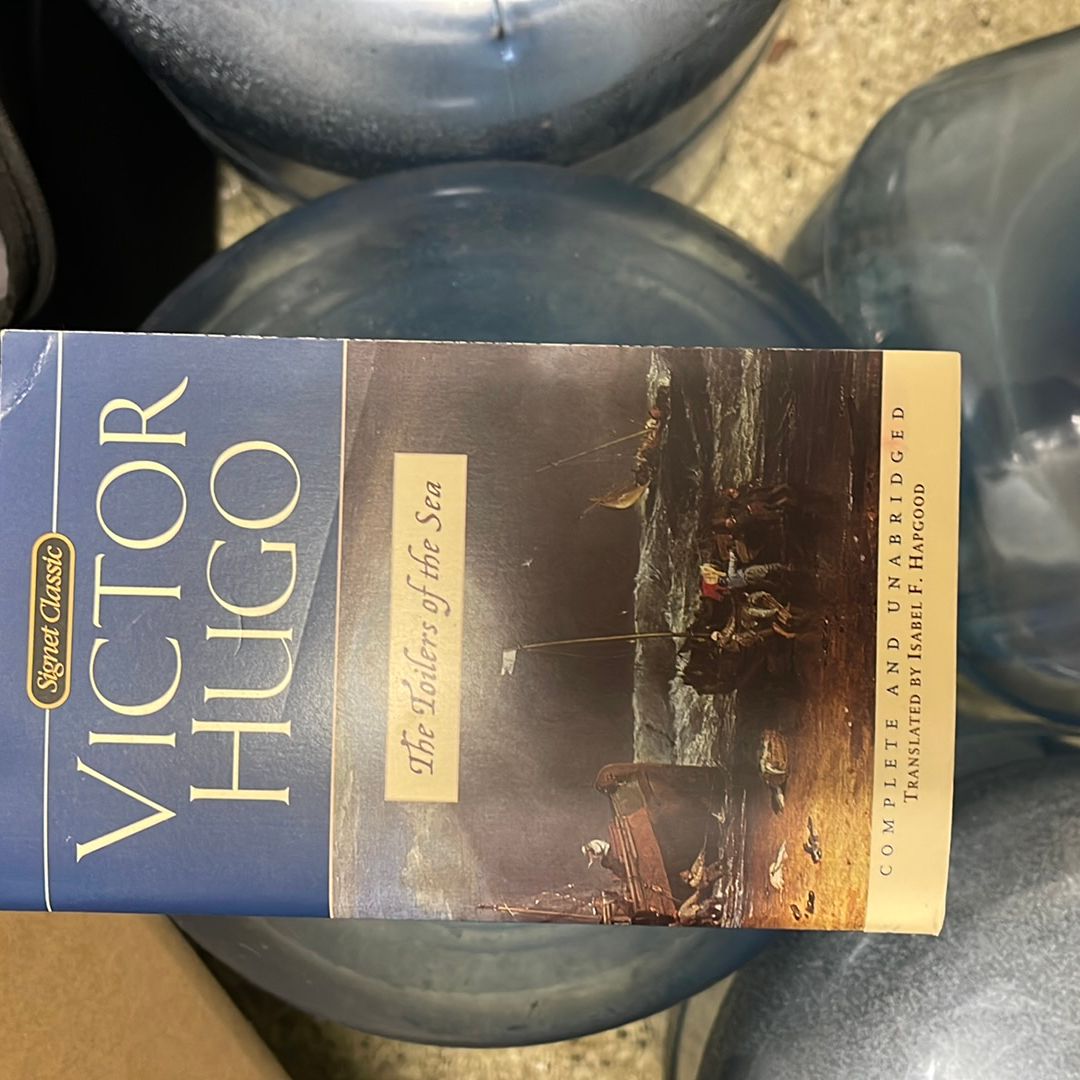 Signet Classic
VICTOR
HUGO
The Toilers of the Sea
COMPLETE AND UNABRIDGED
TRANSLATED BY ISABEL F. HAPGOOD